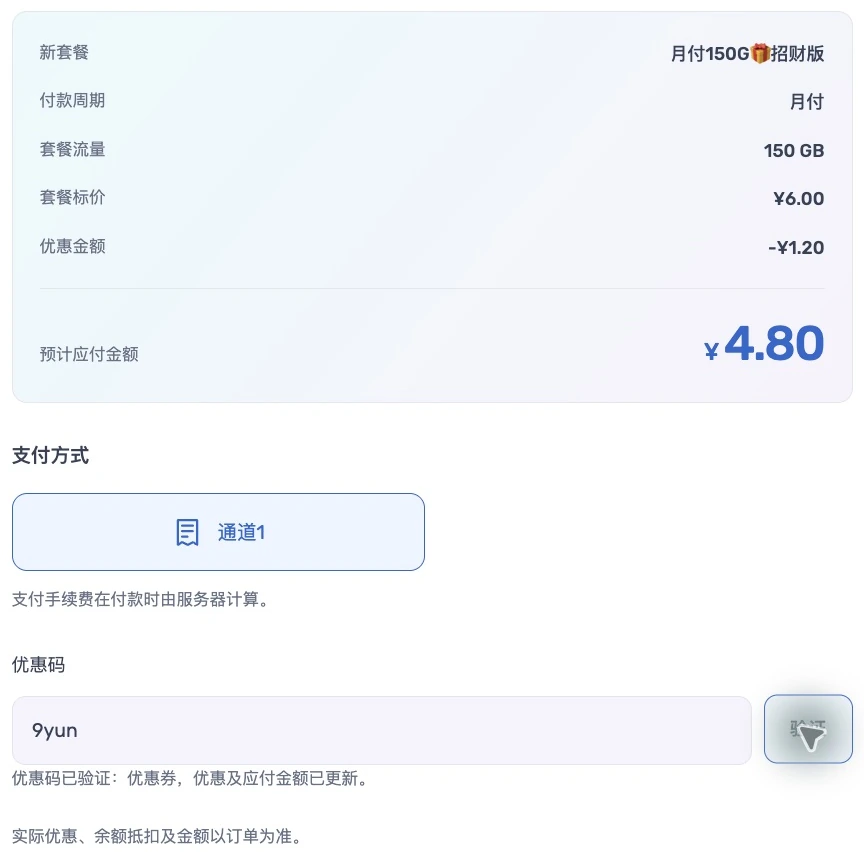 新套餐 月付150G🎁招财版
付款周期 月付
套餐流量 150 GB
套餐标价 ¥6.00
优惠金额 -¥1.20
预计应付金额 ¥4.80
支付方式
通道1
支付手续费在付款时由服务器计算。
优惠码
9yun 验证
优惠码已验证：优惠券，优惠及应付金额已更新。
实际优惠、余额抵扣及金额以订单为准。